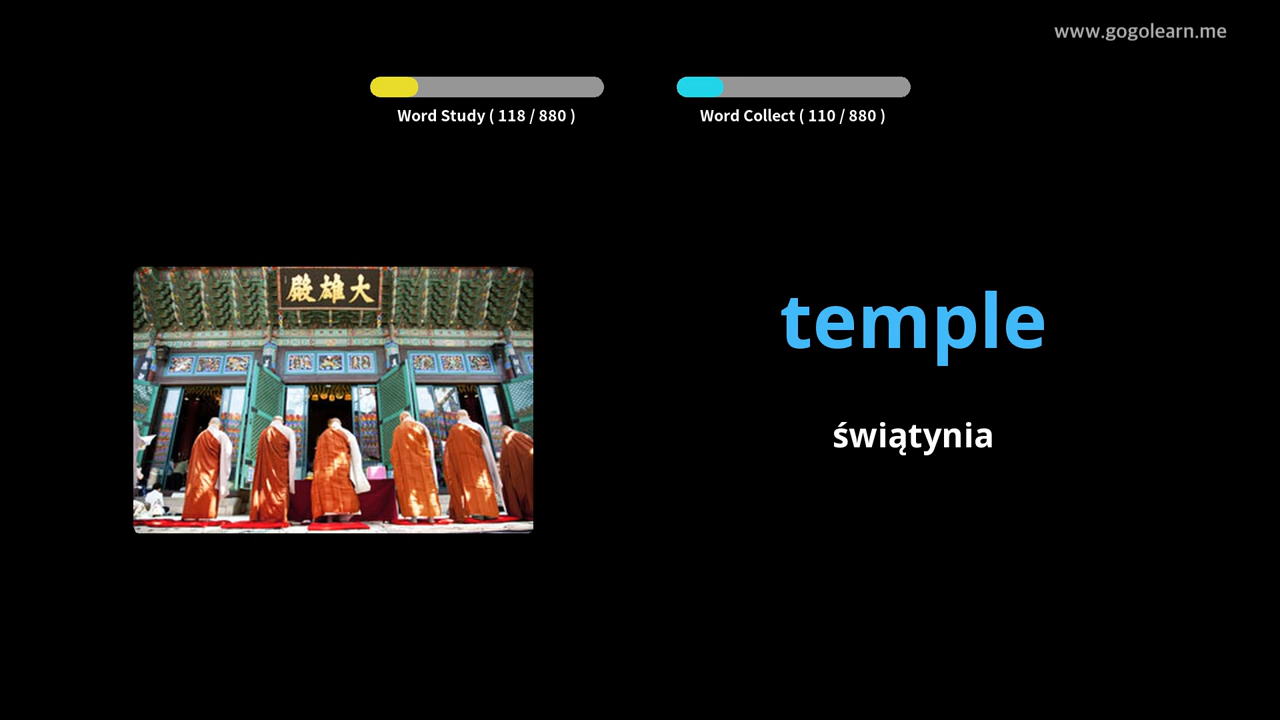 www.gogolearn.me
Word Study ( 118 / 880 )
Word Collect ( 110 / 880 )
殿雄大
temple
świątynia